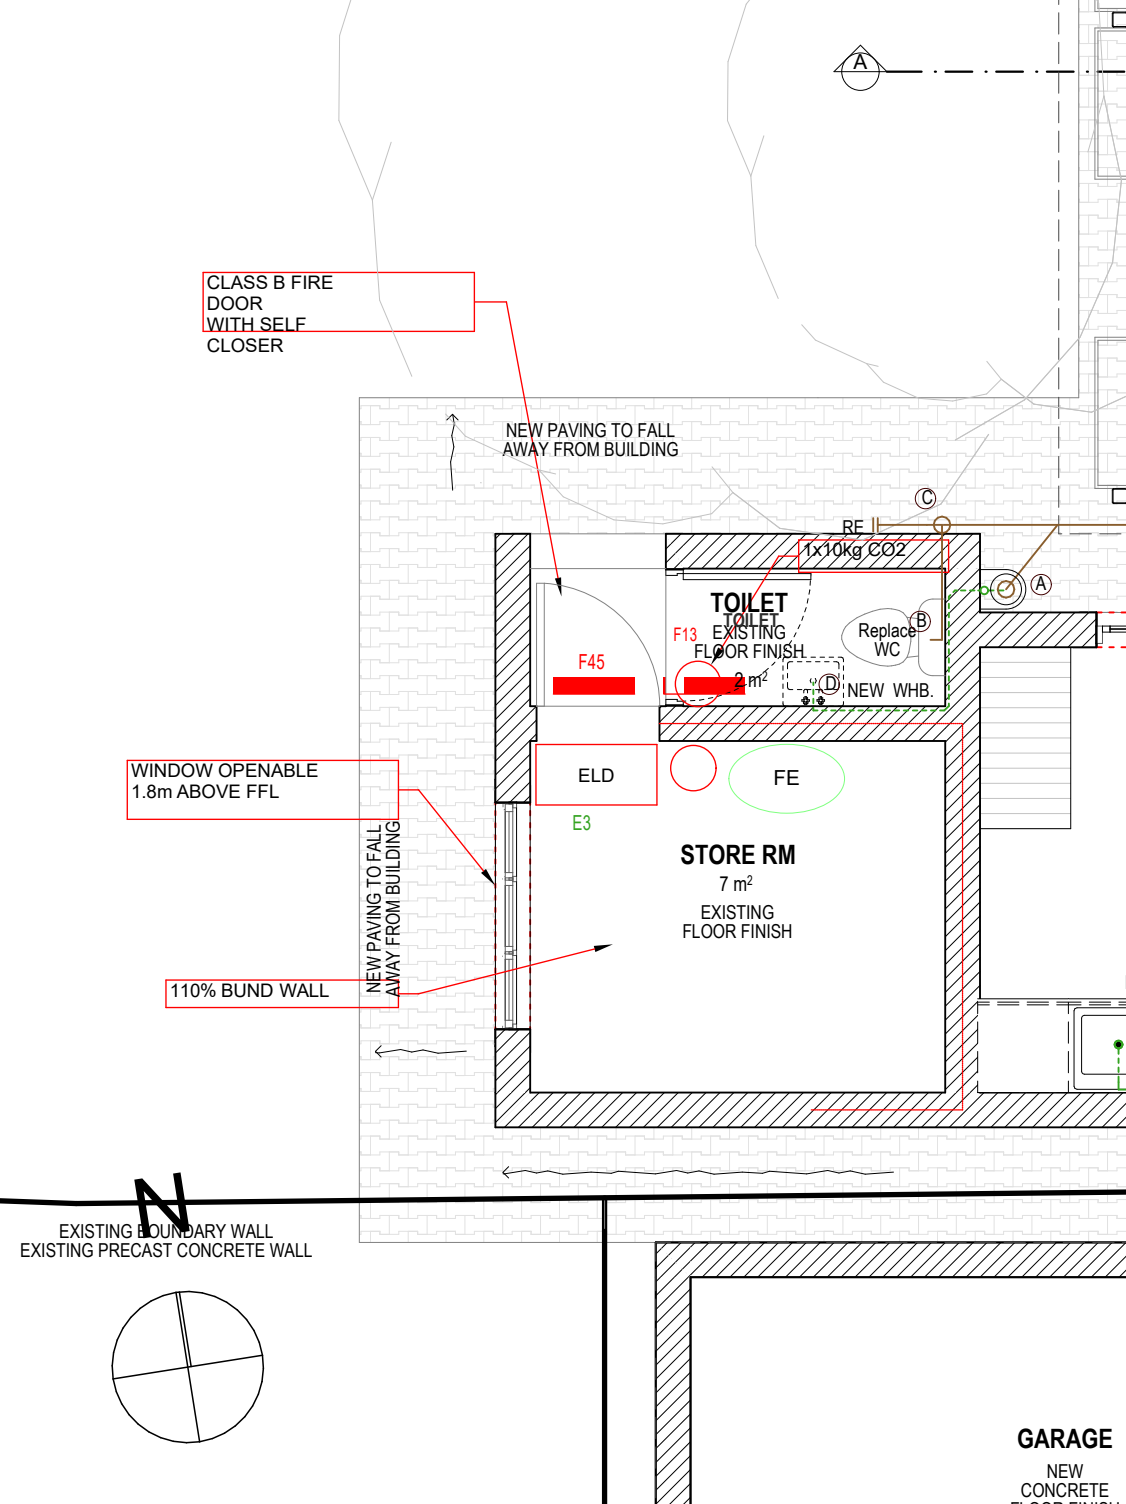 A
CLASS B FIRE
DOOR
WITH SELF
CLOSER
NEW PAVING TO FALL
AWAY FROM BUILDING
C
RE
1x10kg CO2
A
TOILET
TOILET
EXISTING
FLOOR FINISH
2 m²
F13
F45
Replace
WC
B
D
NEW WHB.
ELD
FE
E3
WINDOW OPENABLE
1.8m ABOVE FFL
NEW PAVING TO FALL
AWAY FROM BUILDING
STORE RM
7 m²
EXISTING
FLOOR FINISH
110% BUND WALL
N
EXISTING BOUNDARY WALL
EXISTING PRECAST CONCRETE WALL
GARAGE
NEW
CONCRETE
FLOOR FINISH